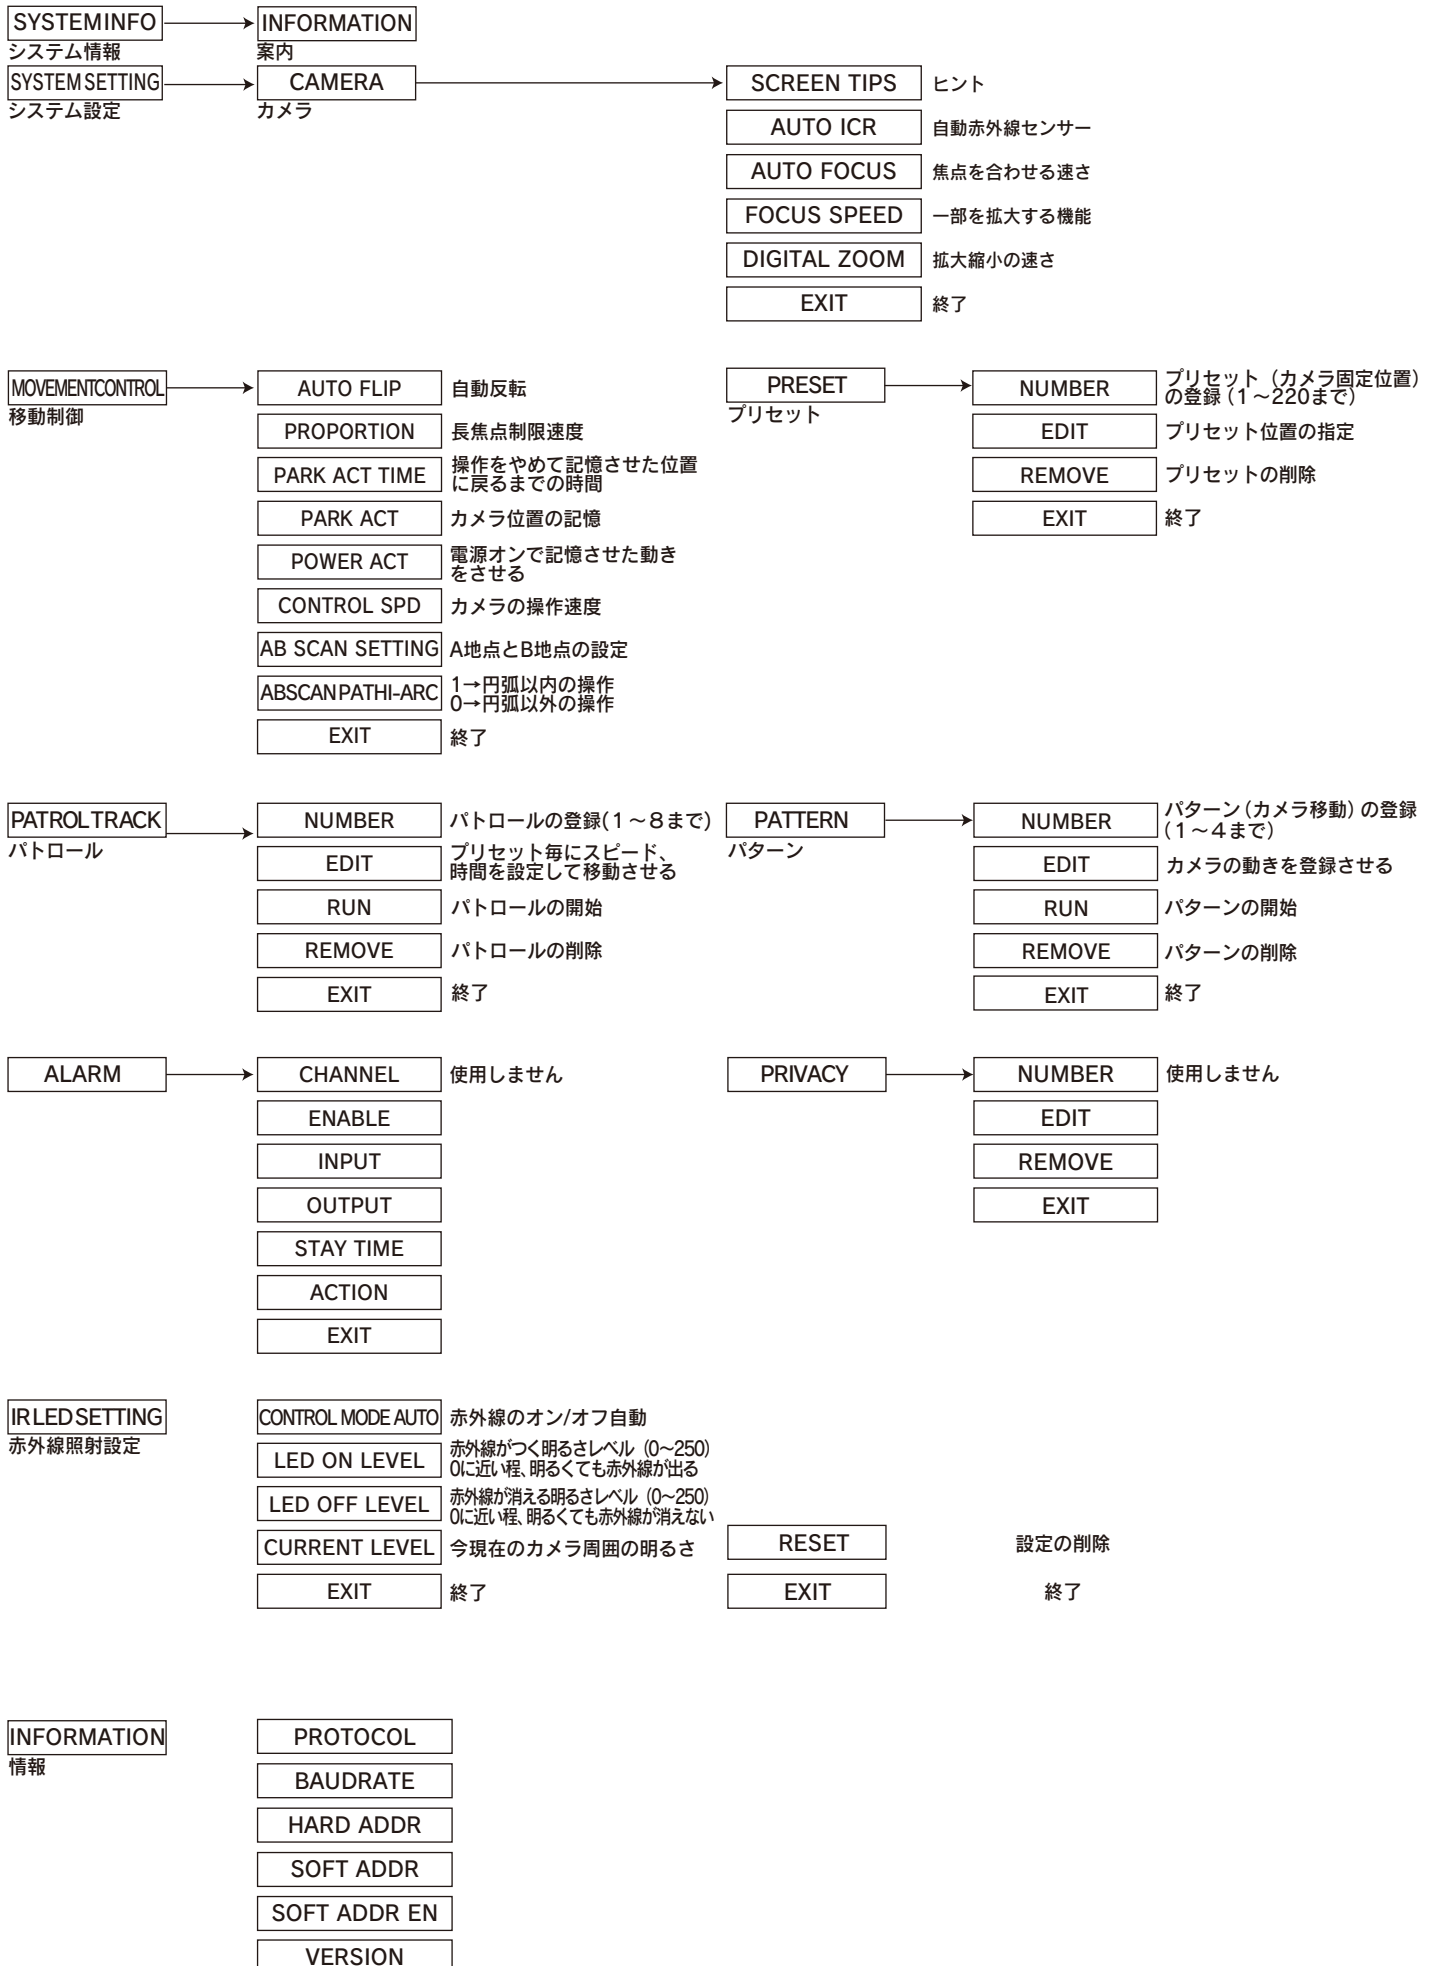 SYSTEMINFO
INFORMATION
システム情報
案内
SYSTEM SETTING
CAMERA
システム設定
カメラ
SCREEN TIPS
ヒント
AUTO ICR
自動赤外線センサー
AUTO FOCUS
焦点を合わせる速さ
FOCUS SPEED
一部を拡大する機能
DIGITAL ZOOM
拡大縮小の速さ
EXIT
終了
MOVEMENTCONTROL
移動制御
AUTO FLIP
自動反転
PROPORTION
長焦点制限速度
PARK ACT TIME
操作をやめて記憶させた位置
に戻るまでの時間
PARK ACT
カメラ位置の記憶
POWER ACT
電源オンで記憶させた動き
をさせる
CONTROL SPD
カメラの操作速度
AB SCAN SETTING
A地点とB地点の設定
ABSCANPATHI-ARC
1→円弧以内の操作
0→円弧以外の操作
EXIT
終了
PRESET
プリセット
NUMBER
プリセット（カメラ固定位置）
の登録（1～220まで）
EDIT
プリセット位置の指定
REMOVE
プリセットの削除
EXIT
終了
PATROLTRACK
パトロール
NUMBER
パトロールの登録(１～８まで)
EDIT
プリセット毎にスピード、
時間を設定して移動させる
RUN
パトロールの開始
REMOVE
パトロールの削除
EXIT
終了
PATTERN
パターン
NUMBER
パターン（カメラ移動）の登録
（１～４まで）
EDIT
カメラの動きを登録させる
RUN
パターンの開始
REMOVE
パターンの削除
EXIT
終了
ALARM
CHANNEL
使用しません
ENABLE
INPUT
OUTPUT
STAY TIME
ACTION
EXIT
PRIVACY
NUMBER
使用しません
EDIT
REMOVE
EXIT
IR LED SETTING
赤外線照射設定
CONTROL MODE AUTO
赤外線のオン/オフ自動
LED ON LEVEL
赤外線がつく明るさレベル（0～250）
0に近い程、明るくても赤外線が出る
LED OFF LEVEL
赤外線が消える明るさレベル（0～250）
0に近い程、明るくても赤外線が消えない
CURRENT LEVEL
今現在のカメラ周囲の明るさ
EXIT
終了
RESET
設定の削除
EXIT
終了
INFORMATION
情報
PROTOCOL
BAUDRATE
HARD ADDR
SOFT ADDR
SOFT ADDR EN
VERSION